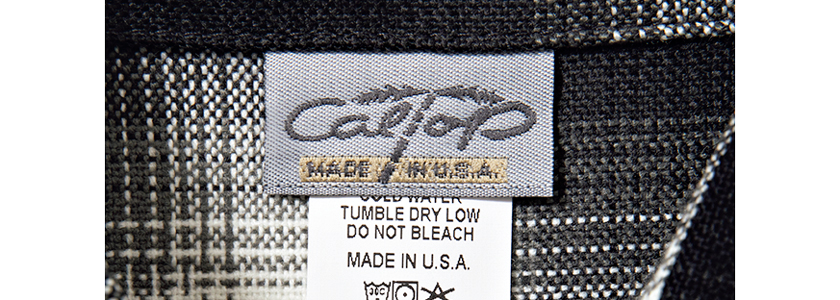 CalTop
MADE IN U.S.A.
COLD WATER
TUMBLE DRY LOW
DO NOT BLEACH
MADE IN U.S.A.